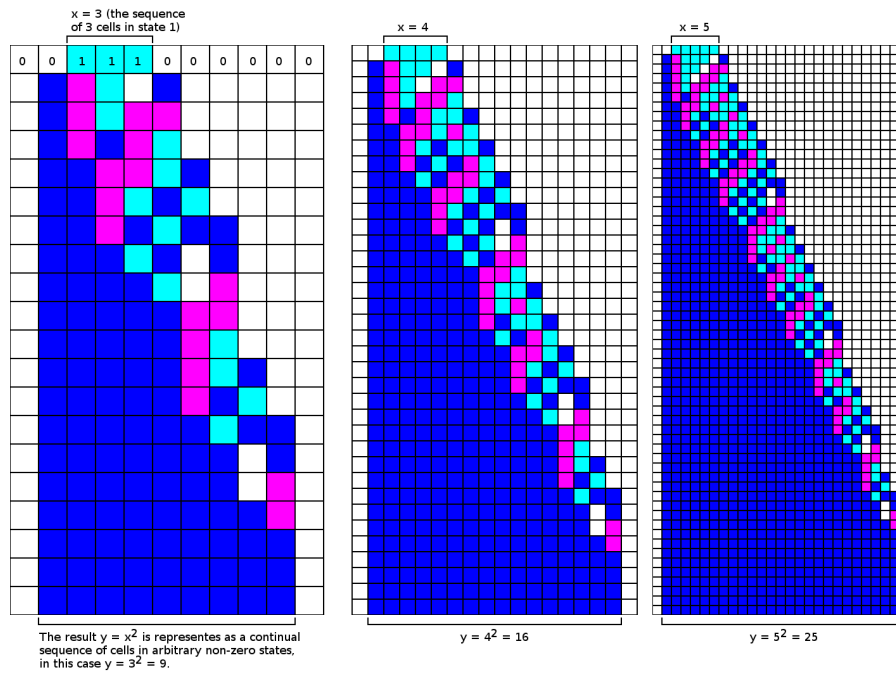 x = 3 (the sequence
of 3 cells in state 1)
x = 4
x = 5
0 0 1 1 1 0 0 0 0 0 0
The result y = x² is representes as a continual
sequence of cells in arbitrary non-zero states,
in this case y = 3² = 9.
y = 4² = 16
y = 5² = 25